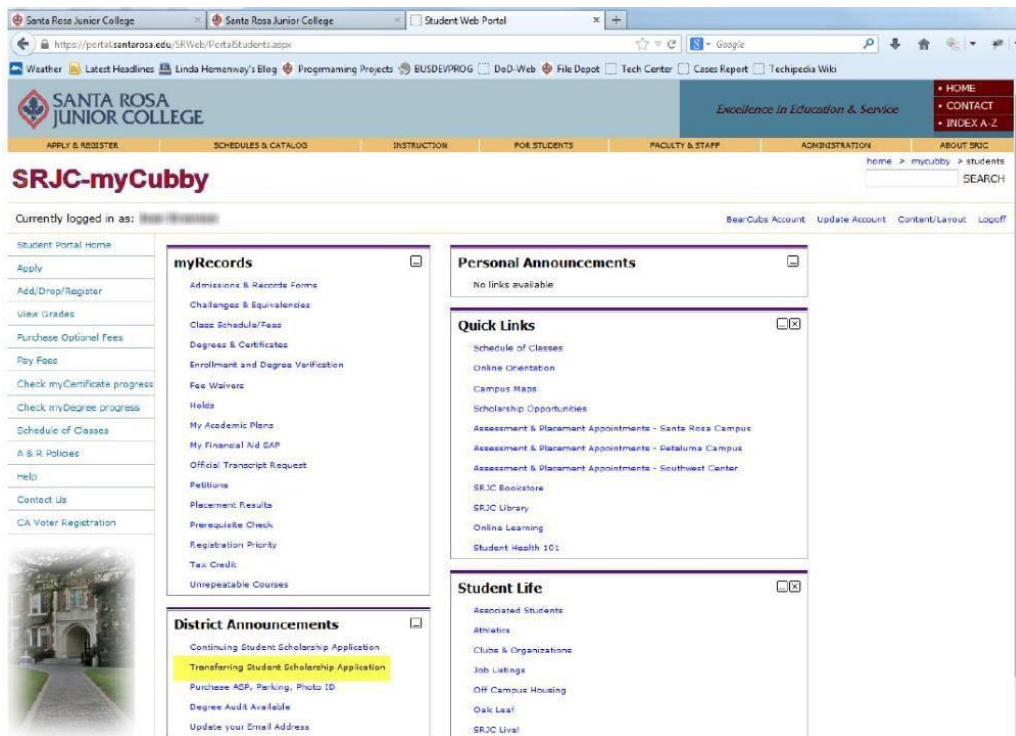 Santa Rosa Junior College
Santa Rosa Junior College
Student Web Portal
https://portal.santarosa.edu/SRWeb/PortalStudents.aspx
Google
Weather
Latest Headlines
Linda Hemenway's Blog
Progrmaming Projects
BUSDEVPROG
DoD-Web
File Depot
Tech Center
Cases Report
Techipedia Wiki
SANTA ROSA
JUNIOR COLLEGE
Excellence in Education & Service
• HOME
• CONTACT
• INDEX A-Z
APPLY & REGISTER
SCHEDULES & CATALOG
INSTRUCTION
FOR STUDENTS
FACULTY & STAFF
ADMINISTRATION
ABOUT SRJC
home > mycubby > students
SEARCH
SRJC-myCubby
Currently logged in as:
BearCubs Account
Update Account
Content/Layout
Logoff
Student Portal Home
Apply
Add/Drop/Register
View Grades
Purchase Optional Fees
Pay Fees
Check myCertificate progress
Check myDegree progress
Schedule of Classes
A & R Policies
Help
Contact Us
CA Voter Registration
myRecords
Admissions & Records Forms
Challenges & Equivalencies
Class Schedule/Fees
Degrees & Certificates
Enrollment and Degree Verification
Fee Waivers
Holds
My Academic Plans
My Financial Aid SAP
Official Transcript Request
Petitions
Placement Results
Prerequisite Check
Registration Priority
Tax Credit
Unrepeatable Courses
District Announcements
Continuing Student Scholarship Application
Transferring Student Scholarship Application
Purchase ASP, Parking, Photo ID
Degree Audit Available
Update your Email Address
Personal Announcements
No links available
Quick Links
Schedule of Classes
Online Orientation
Campus Maps
Scholarship Opportunities
Assessment & Placement Appointments - Santa Rosa Campus
Assessment & Placement Appointments - Petaluma Campus
Assessment & Placement Appointments - Southwest Center
SRJC Bookstore
SRJC Library
Online Learning
Student Health 101
Student Life
Associated Students
Athletics
Clubs & Organizations
Job Listings
Off Campus Housing
Oak Leaf
SRJC Live!